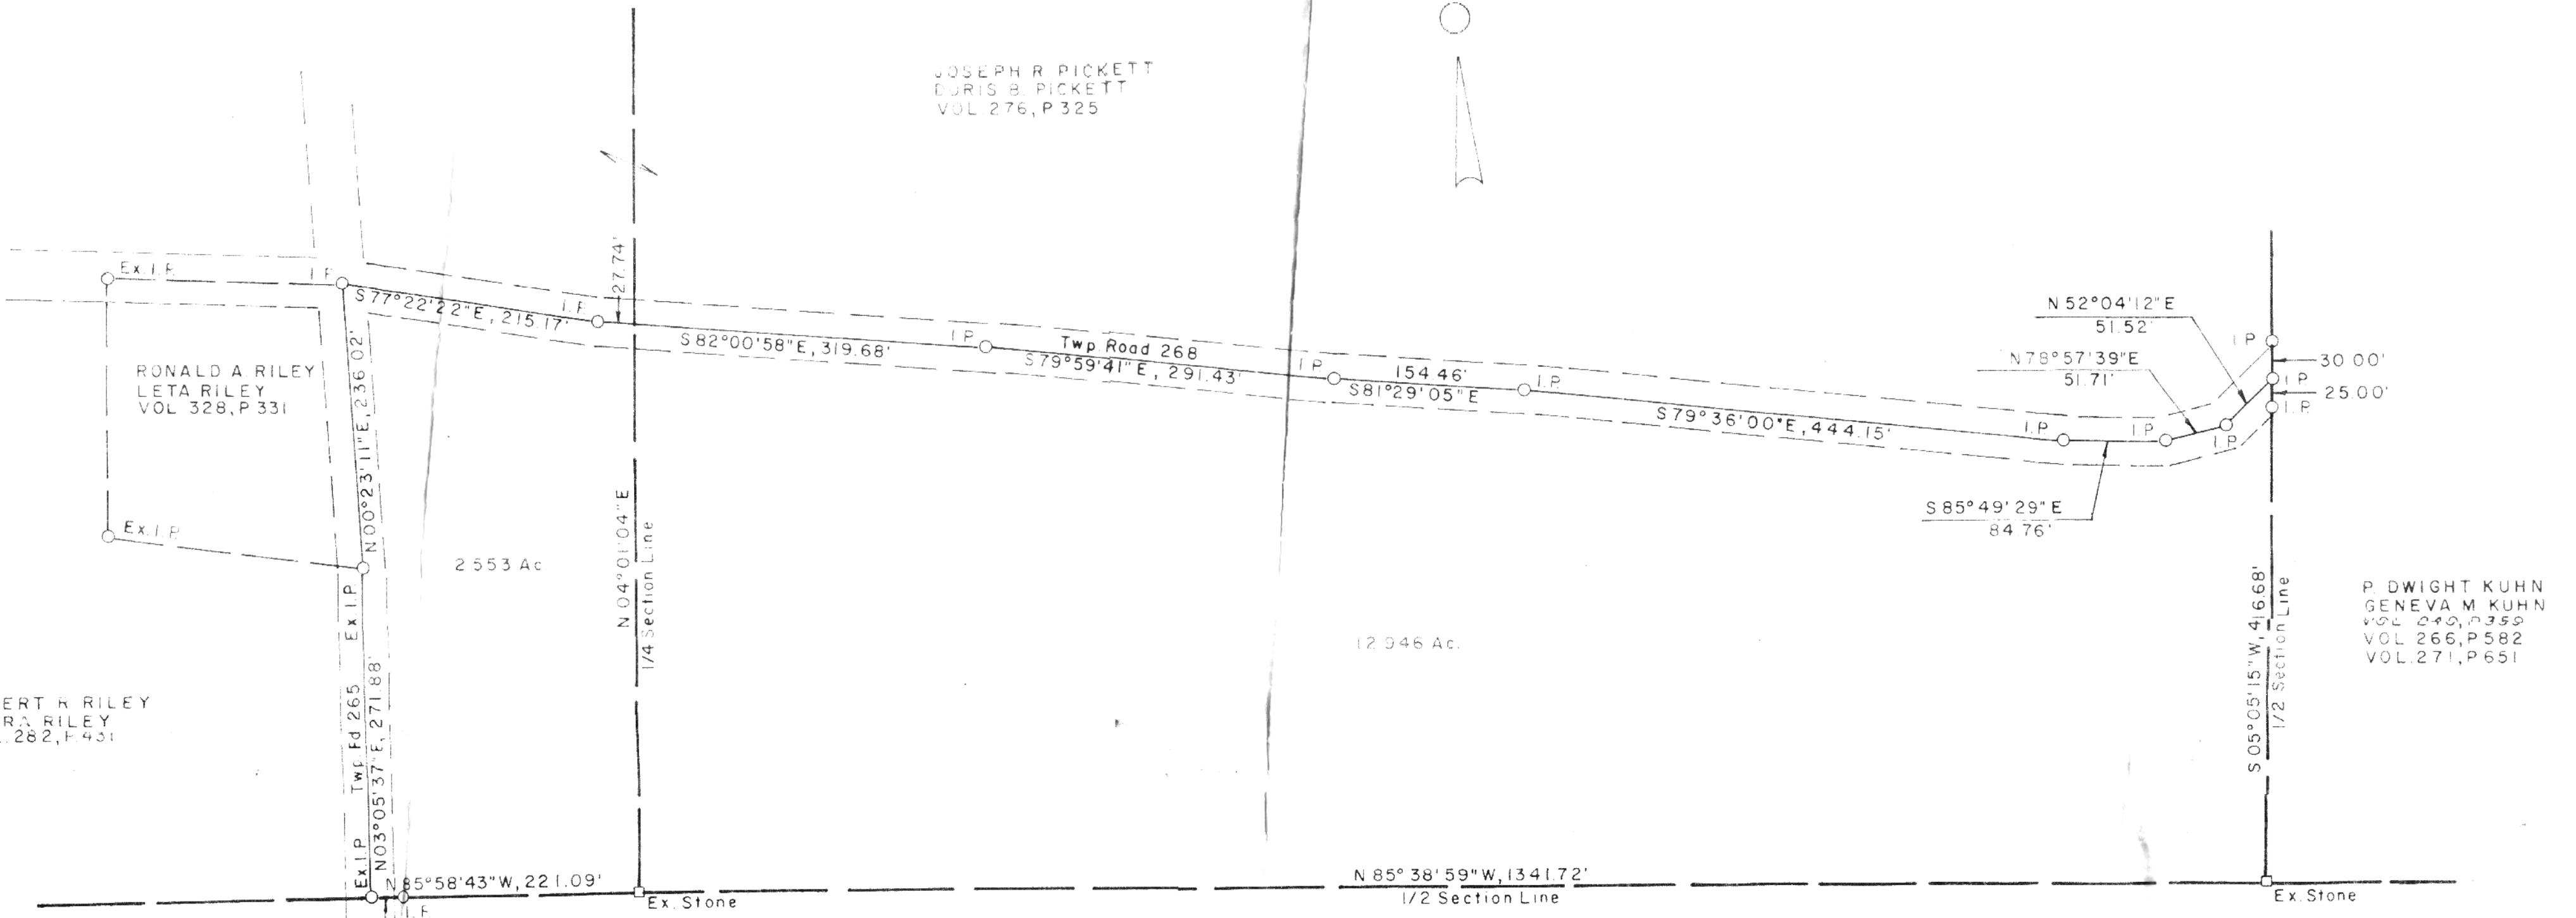 JOSEPH R. PICKETT
DORIS B. PICKETT
VOL 276, P 325
Ex. I.P.
I.P.
S77°22'22"E, 215.17'
I.P.
27.74'
S82°00'58"E, 319.68'
I.P.
Twp. Road 268
S79°59'41"E, 291.43'
I.P.
154.46'
S81°29'05"E
I.P.
S79°36'00"E, 444.15'
I.P.
I.P.
I.P.
N 52°04'12"E
51.52'
N78°57'39"E
51.71'
I.P.
30.00'
I.P.
25.00'
I.P.
S 85°49'29"E
84.76'
RONALD A. RILEY
LETA RILEY
VOL 328, P 331
N00°23'11"E, 236.02'
Ex. I.P.
Ex. I.P.
2.553 Ac.
N 04°01'04"E
1/4 Section Line
12.946 Ac.
S 05°05'15"W, 416.68'
1/2 Section Line
P. DWIGHT KUHN
GENEVA M. KUHN
VOL 266, P 582
VOL. 271, P 651
ERT R RILEY
RA RILEY
. 282, P. 431
Twp. Rd 265
N03°05'37"E, 271.88'
Ex. I.P.
N 85°58'43"W, 221.09'
I.P.
Ex. Stone
N 85°38'59"W, 1341.72'
1/2 Section Line
Ex. Stone